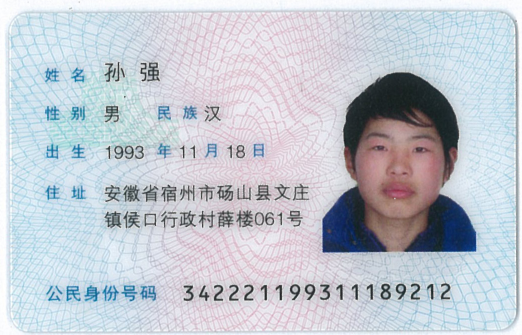 姓名 孙强
性别 男 民族 汉
出生 1993 年 11 月 18 日
住址 安徽省宿州市砀山县文庄
镇侯口行政村薛楼061号
公民身份号码 342221199311189212